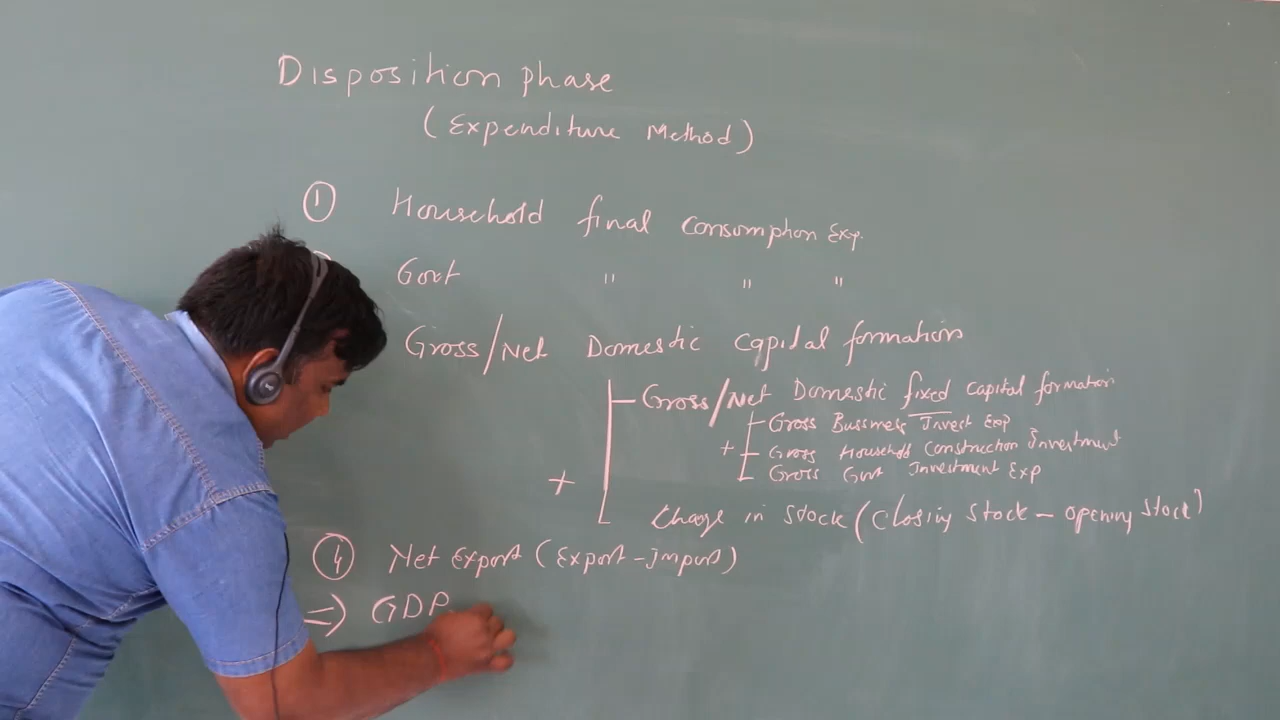 Disposition phase
(Expenditure Method)
① Household final Consumption Exp.
Govt " " "
Gross/Net Domestic Capital formation
Gross/Net Domestic fixed Capital formation
Gross Bussiness Invest Exp
+ Gross Household Construction Investment
Gross Govt Investment Exp
+
Change in Stock (Closing Stock - Opening Stock)
④ Net Export (Export - Import)
=> GDP